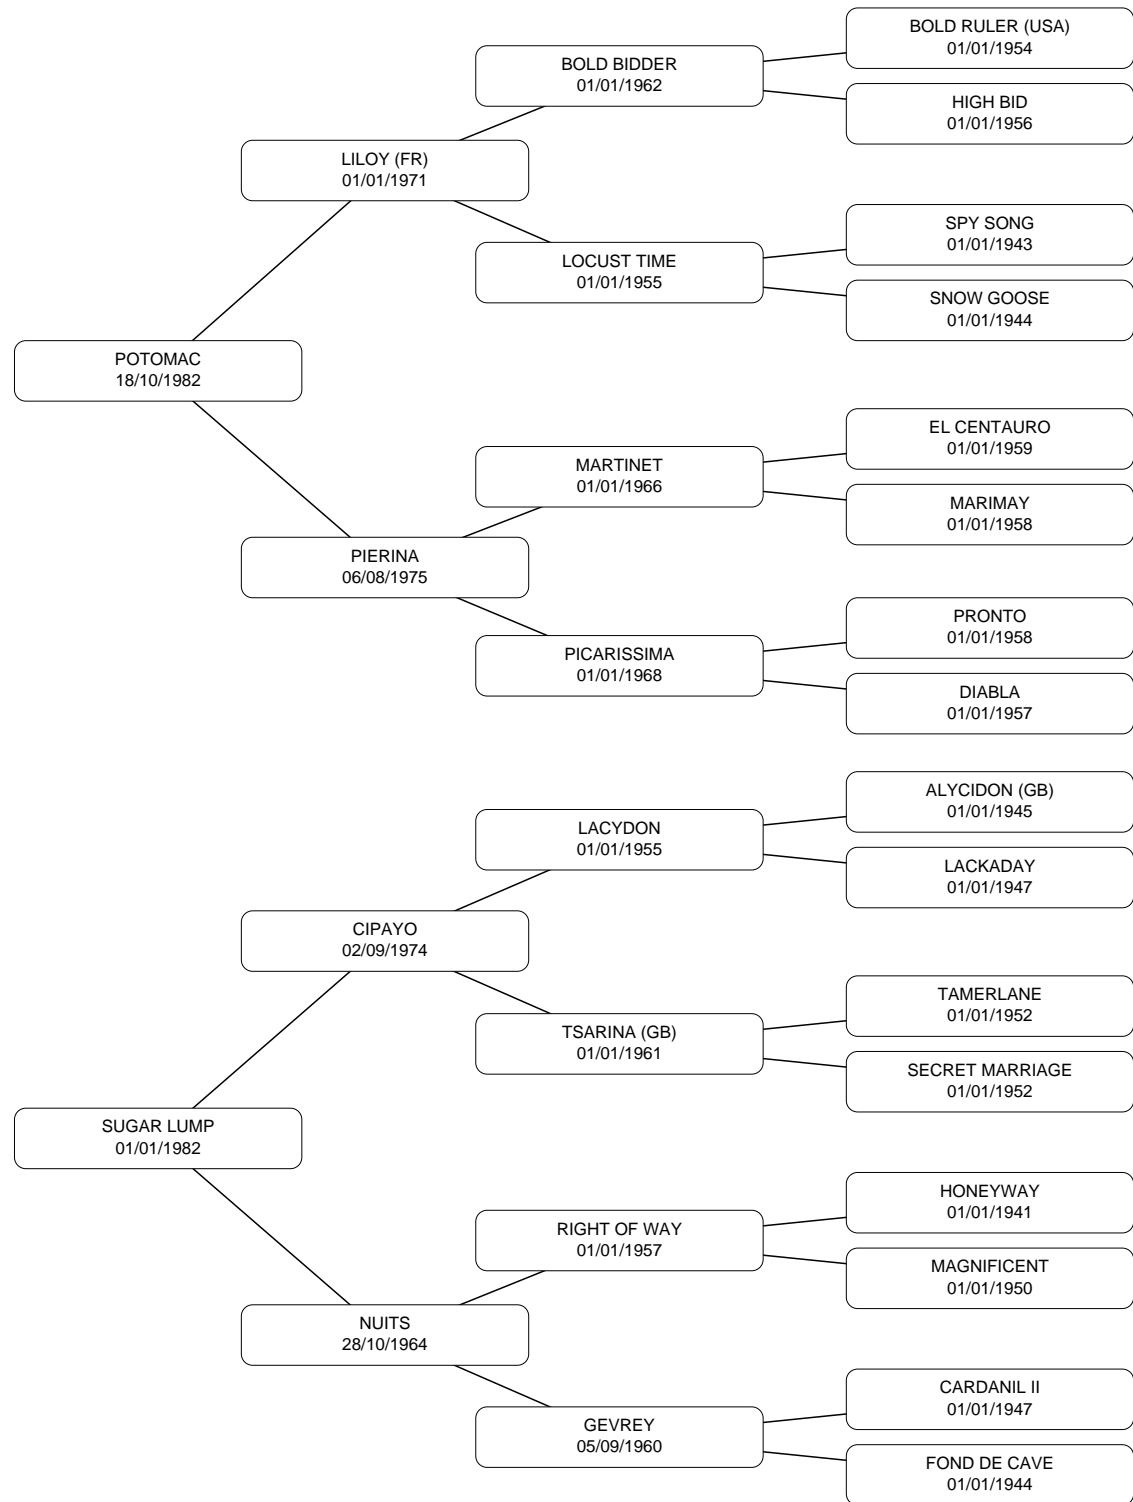 BOLD RULER (USA)
01/01/1954
BOLD BIDDER
01/01/1962
HIGH BID
01/01/1956
LILOY (FR)
01/01/1971
SPY SONG
01/01/1943
LOCUST TIME
01/01/1955
SNOW GOOSE
01/01/1944
POTOMAC
18/10/1982
EL CENTAURO
01/01/1959
MARTINET
01/01/1966
MARIMAY
01/01/1958
PIERINA
06/08/1975
PRONTO
01/01/1958
PICARISSIMA
01/01/1968
DIABLA
01/01/1957
ALYCIDON (GB)
01/01/1945
LACYDON
01/01/1955
LACKADAY
01/01/1947
CIPAYO
02/09/1974
TAMERLANE
01/01/1952
TSARINA (GB)
01/01/1961
SECRET MARRIAGE
01/01/1952
SUGAR LUMP
01/01/1982
HONEYWAY
01/01/1941
RIGHT OF WAY
01/01/1957
MAGNIFICENT
01/01/1950
NUITS
28/10/1964
CARDANIL II
01/01/1947
GEVREY
05/09/1960
FOND DE CAVE
01/01/1944